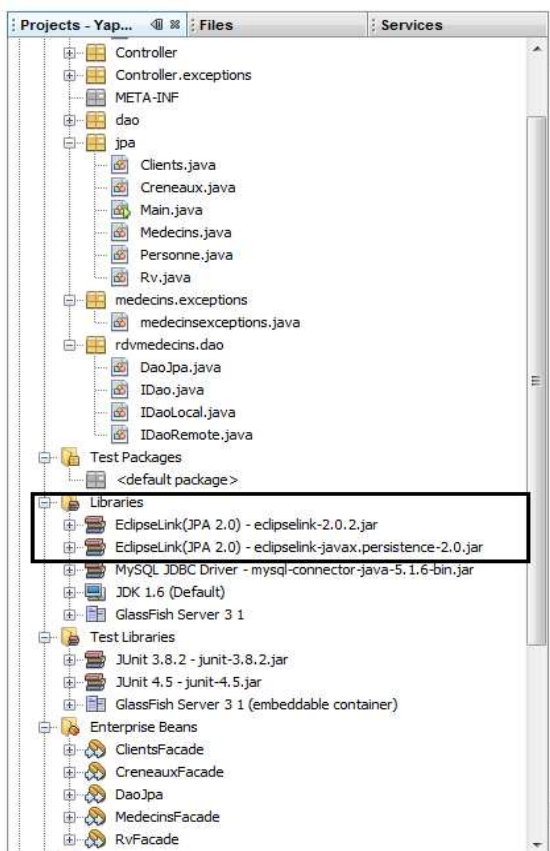 Projects - Yap... Files Services
Controller
Controller.exceptions
META-INF
dao
jpa
Clients.java
Creneaux.java
Main.java
Medecins.java
Personne.java
Rv.java
medecins.exceptions
medecinsexceptions.java
rdvmedecins.dao
DaoJpa.java
IDao.java
IDaoLocal.java
IDaoRemote.java
Test Packages
<default package>
Libraries
EclipseLink(JPA 2.0) - eclipselink-2.0.2.jar
EclipseLink(JPA 2.0) - eclipselink-javax.persistence-2.0.jar
MySQL JDBC Driver - mysql-connector-java-5.1.6-bin.jar
JDK 1.6 (Default)
GlassFish Server 3 1
Test Libraries
JUnit 3.8.2 - junit-3.8.2.jar
JUnit 4.5 - junit-4.5.jar
GlassFish Server 3 1 (embeddable container)
Enterprise Beans
ClientsFacade
CreneauxFacade
DaoJpa
MedecinsFacade
RvFacade